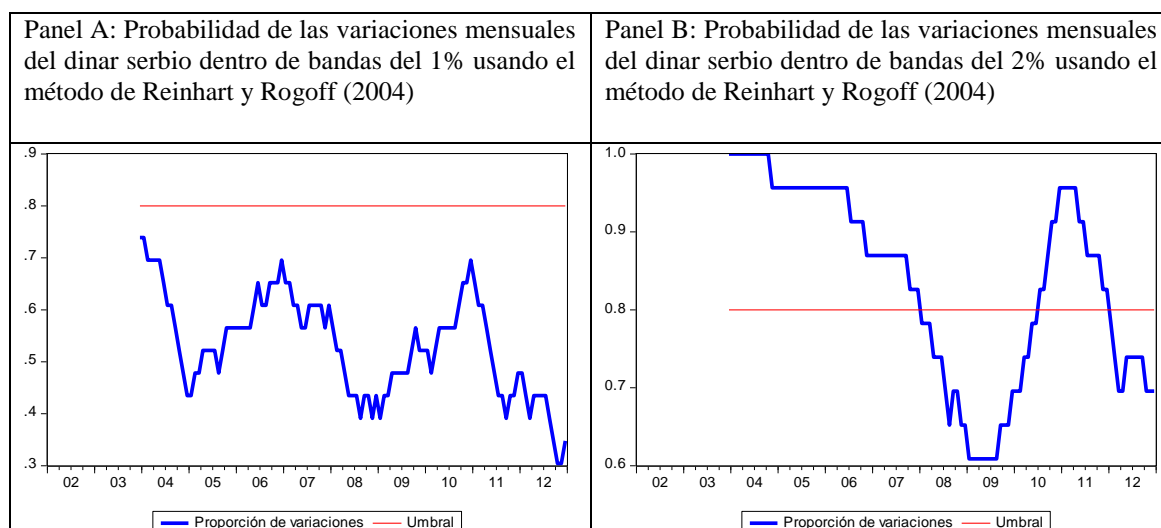 Panel A: Probabilidad de las variaciones mensuales
del dinar serbio dentro de bandas del 1% usando el
método de Reinhart y Rogoff (2004)
Panel B: Probabilidad de las variaciones mensuales
del dinar serbio dentro de bandas del 2% usando el
método de Reinhart y Rogoff (2004)
.9
.8
.7
.6
.5
.4
.3
02 03 04 05 06 07 08 09 10 11 12
Proporción de variaciones Umbral
1.0
0.9
0.8
0.7
0.6
02 03 04 05 06 07 08 09 10 11 12
Proporción de variaciones Umbral